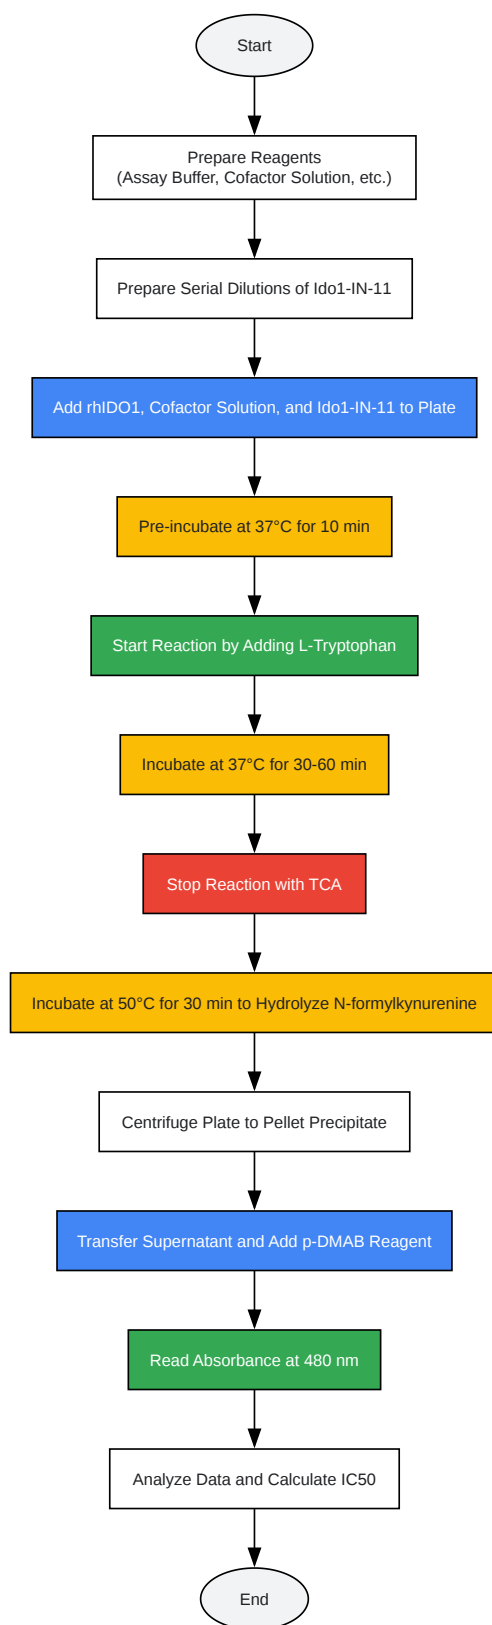 Start
Prepare Reagents
(Assay Buffer, Cofactor Solution, etc.)
Prepare Serial Dilutions of Ido1-IN-11
Add rhIDO1, Cofactor Solution, and Ido1-IN-11 to Plate
Pre-incubate at 37°C for 10 min
Start Reaction by Adding L-Tryptophan
Incubate at 37°C for 30-60 min
Stop Reaction with TCA
Incubate at 50°C for 30 min to Hydrolyze N-formylkynurenine
Centrifuge Plate to Pellet Precipitate
Transfer Supernatant and Add p-DMAB Reagent
Read Absorbance at 480 nm
Analyze Data and Calculate IC50
End